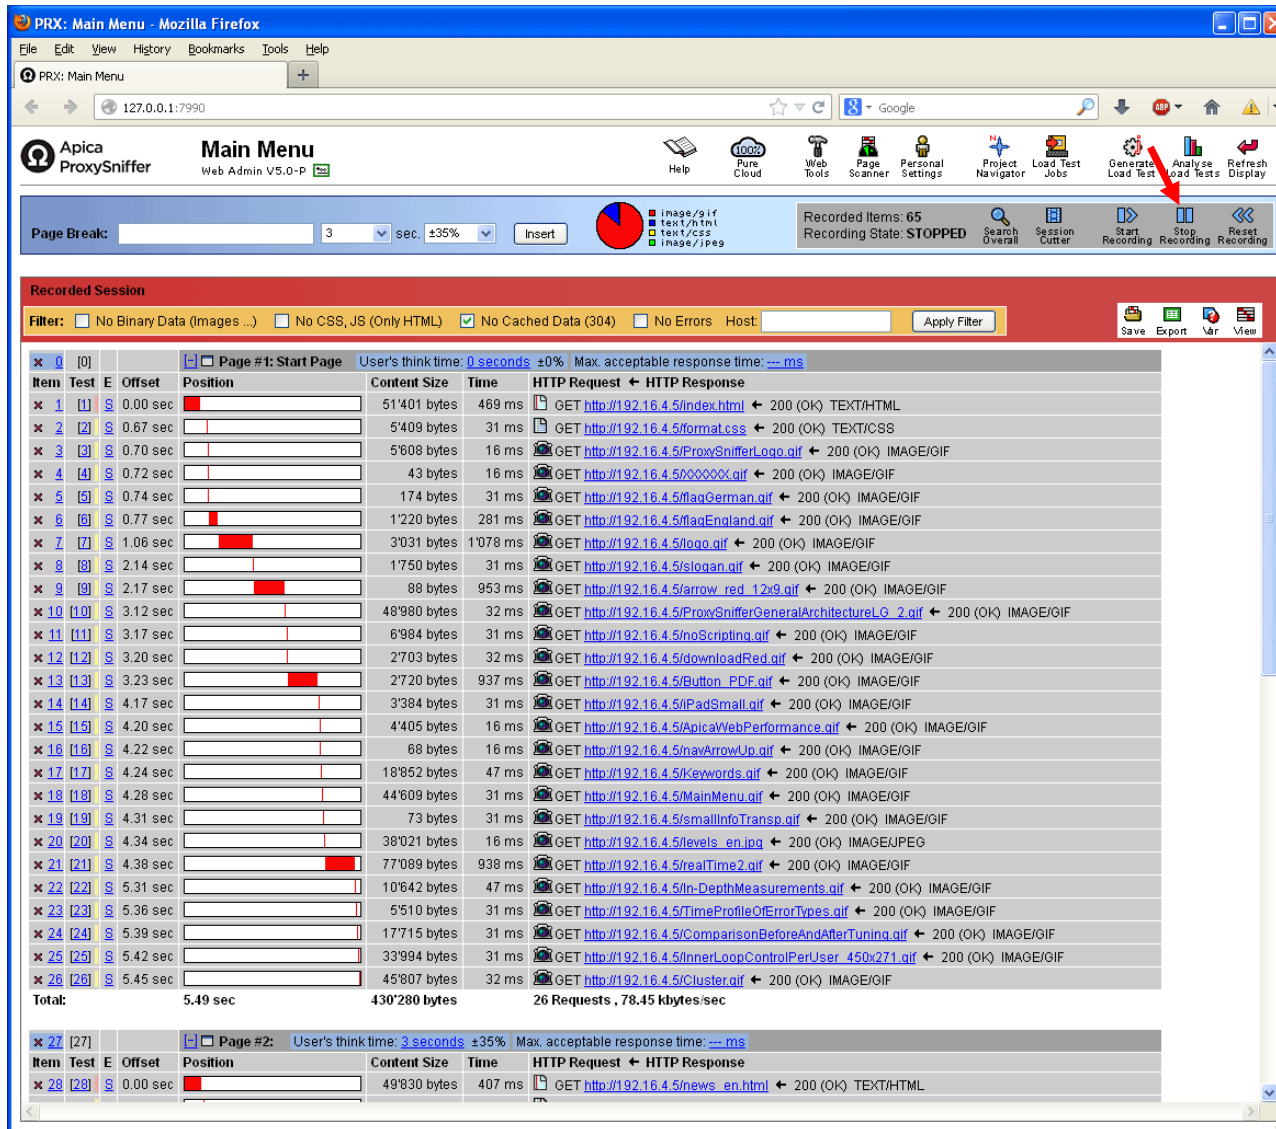 PRX: Main Menu - Mozilla Firefox
File Edit View History Bookmarks Tools Help
PRX: Main Menu +
127.0.0.1:7990 Google ABP
Apica ProxySniffer
Main Menu
Web Admin V5.0-P
Help
Pure Cloud
100%
Web Tools
Page Scanner
Personal Settings
Project Navigator
Load Test Jobs
Generate Load Test
Analyse Load Tests
Refresh Display
Page Break: 3 sec. ±35% Insert
image/gif
text/html
text/css
image/jpeg
Recorded Items: 65
Recording State: STOPPED
Search Overall
Session Cutter
Start Recording
Stop Recording
Reset Recording
Recorded Session
Filter: No Binary Data (Images ...) No CSS, JS (Only HTML) No Cached Data (304) No Errors Host: Apply Filter
Save Export Var View
0 [0] [-] Page #1: Start Page User's think time: 0 seconds ±0% Max. acceptable response time: --- ms
Item Test E Offset Position Content Size Time HTTP Request ← HTTP Response
1 [1] S 0.00 sec 51'401 bytes 469 ms GET http://192.16.4.5/index.html ← 200 (OK) TEXT/HTML
2 [2] S 0.67 sec 5'409 bytes 31 ms GET http://192.16.4.5/format.css ← 200 (OK) TEXT/CSS
3 [3] S 0.70 sec 5'608 bytes 16 ms GET http://192.16.4.5/ProxySnifferLogo.gif ← 200 (OK) IMAGE/GIF
4 [4] S 0.72 sec 43 bytes 16 ms GET http://192.16.4.5/XXXXXX.gif ← 200 (OK) IMAGE/GIF
5 [5] S 0.74 sec 174 bytes 31 ms GET http://192.16.4.5/flagGerman.gif ← 200 (OK) IMAGE/GIF
6 [6] S 0.77 sec 1'220 bytes 281 ms GET http://192.16.4.5/flagEngland.gif ← 200 (OK) IMAGE/GIF
7 [7] S 1.06 sec 3'031 bytes 1'078 ms GET http://192.16.4.5/logo.gif ← 200 (OK) IMAGE/GIF
8 [8] S 2.14 sec 1'750 bytes 31 ms GET http://192.16.4.5/slogan.gif ← 200 (OK) IMAGE/GIF
9 [9] S 2.17 sec 88 bytes 953 ms GET http://192.16.4.5/arrow_red_12x9.gif ← 200 (OK) IMAGE/GIF
10 [10] S 3.12 sec 48'980 bytes 32 ms GET http://192.16.4.5/ProxySnifferGeneralArchitectureLG_2.gif ← 200 (OK) IMAGE/GIF
11 [11] S 3.17 sec 6'984 bytes 31 ms GET http://192.16.4.5/noScripting.gif ← 200 (OK) IMAGE/GIF
12 [12] S 3.20 sec 2'703 bytes 32 ms GET http://192.16.4.5/downloadRed.gif ← 200 (OK) IMAGE/GIF
13 [13] S 3.23 sec 2'720 bytes 937 ms GET http://192.16.4.5/Button_PDF.gif ← 200 (OK) IMAGE/GIF
14 [14] S 4.17 sec 3'384 bytes 31 ms GET http://192.16.4.5/iPadSmall.gif ← 200 (OK) IMAGE/GIF
15 [15] S 4.20 sec 4'405 bytes 16 ms GET http://192.16.4.5/ApicaWebPerformance.gif ← 200 (OK) IMAGE/GIF
16 [16] S 4.22 sec 68 bytes 16 ms GET http://192.16.4.5/navArrowUp.gif ← 200 (OK) IMAGE/GIF
17 [17] S 4.24 sec 18'852 bytes 47 ms GET http://192.16.4.5/Keywords.gif ← 200 (OK) IMAGE/GIF
18 [18] S 4.28 sec 44'609 bytes 31 ms GET http://192.16.4.5/MainMenu.gif ← 200 (OK) IMAGE/GIF
19 [19] S 4.31 sec 73 bytes 31 ms GET http://192.16.4.5/smallInfoTransp.gif ← 200 (OK) IMAGE/GIF
20 [20] S 4.34 sec 38'021 bytes 16 ms GET http://192.16.4.5/levels_en.jpg ← 200 (OK) IMAGE/JPEG
21 [21] S 4.38 sec 77'089 bytes 938 ms GET http://192.16.4.5/realTime2.gif ← 200 (OK) IMAGE/GIF
22 [22] S 5.31 sec 10'642 bytes 47 ms GET http://192.16.4.5/In-DepthMeasurements.gif ← 200 (OK) IMAGE/GIF
23 [23] S 5.36 sec 5'510 bytes 31 ms GET http://192.16.4.5/TimeProfileOfErrorTypes.gif ← 200 (OK) IMAGE/GIF
24 [24] S 5.39 sec 17'715 bytes 31 ms GET http://192.16.4.5/ComparisonBeforeAndAfterTuning.gif ← 200 (OK) IMAGE/GIF
25 [25] S 5.42 sec 33'994 bytes 31 ms GET http://192.16.4.5/InnerLoopControlPerUser_450x271.gif ← 200 (OK) IMAGE/GIF
26 [26] S 5.45 sec 45'807 bytes 32 ms GET http://192.16.4.5/Cluster.gif ← 200 (OK) IMAGE/GIF
Total: 5.49 sec 430'280 bytes 26 Requests , 78.45 kbytes/sec
27 [27] [-] Page #2: User's think time: 3 seconds ±35% Max. acceptable response time: --- ms
Item Test E Offset Position Content Size Time HTTP Request ← HTTP Response
28 [28] S 0.00 sec 49'830 bytes 407 ms GET http://192.16.4.5/news_en.html ← 200 (OK) TEXT/HTML